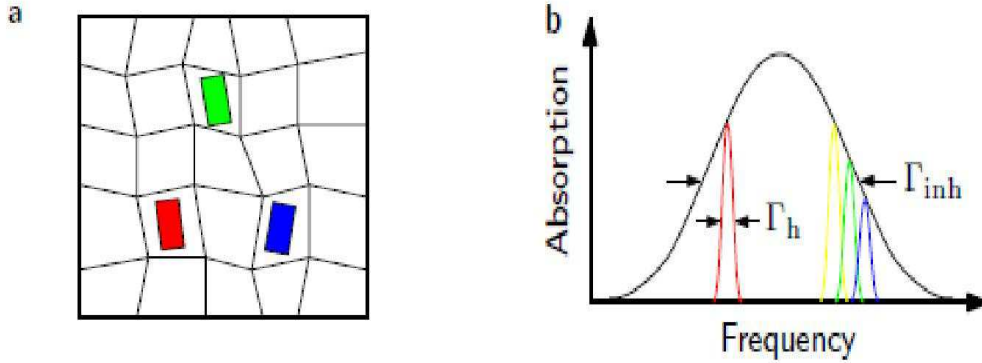 a
b
Absorption
Γh
Γinh
Frequency